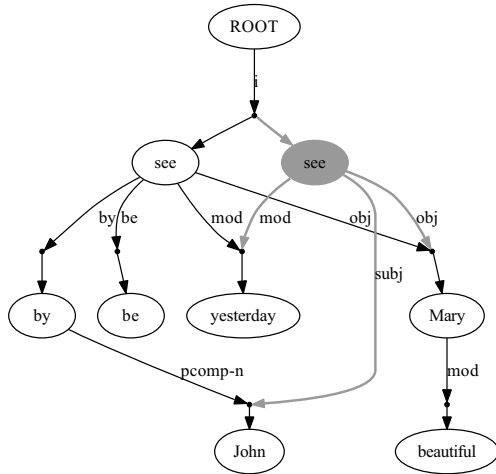 ROOT
i
see see
by be mod mod obj obj
subj
by be yesterday Mary
pcomp-n mod
John beautiful